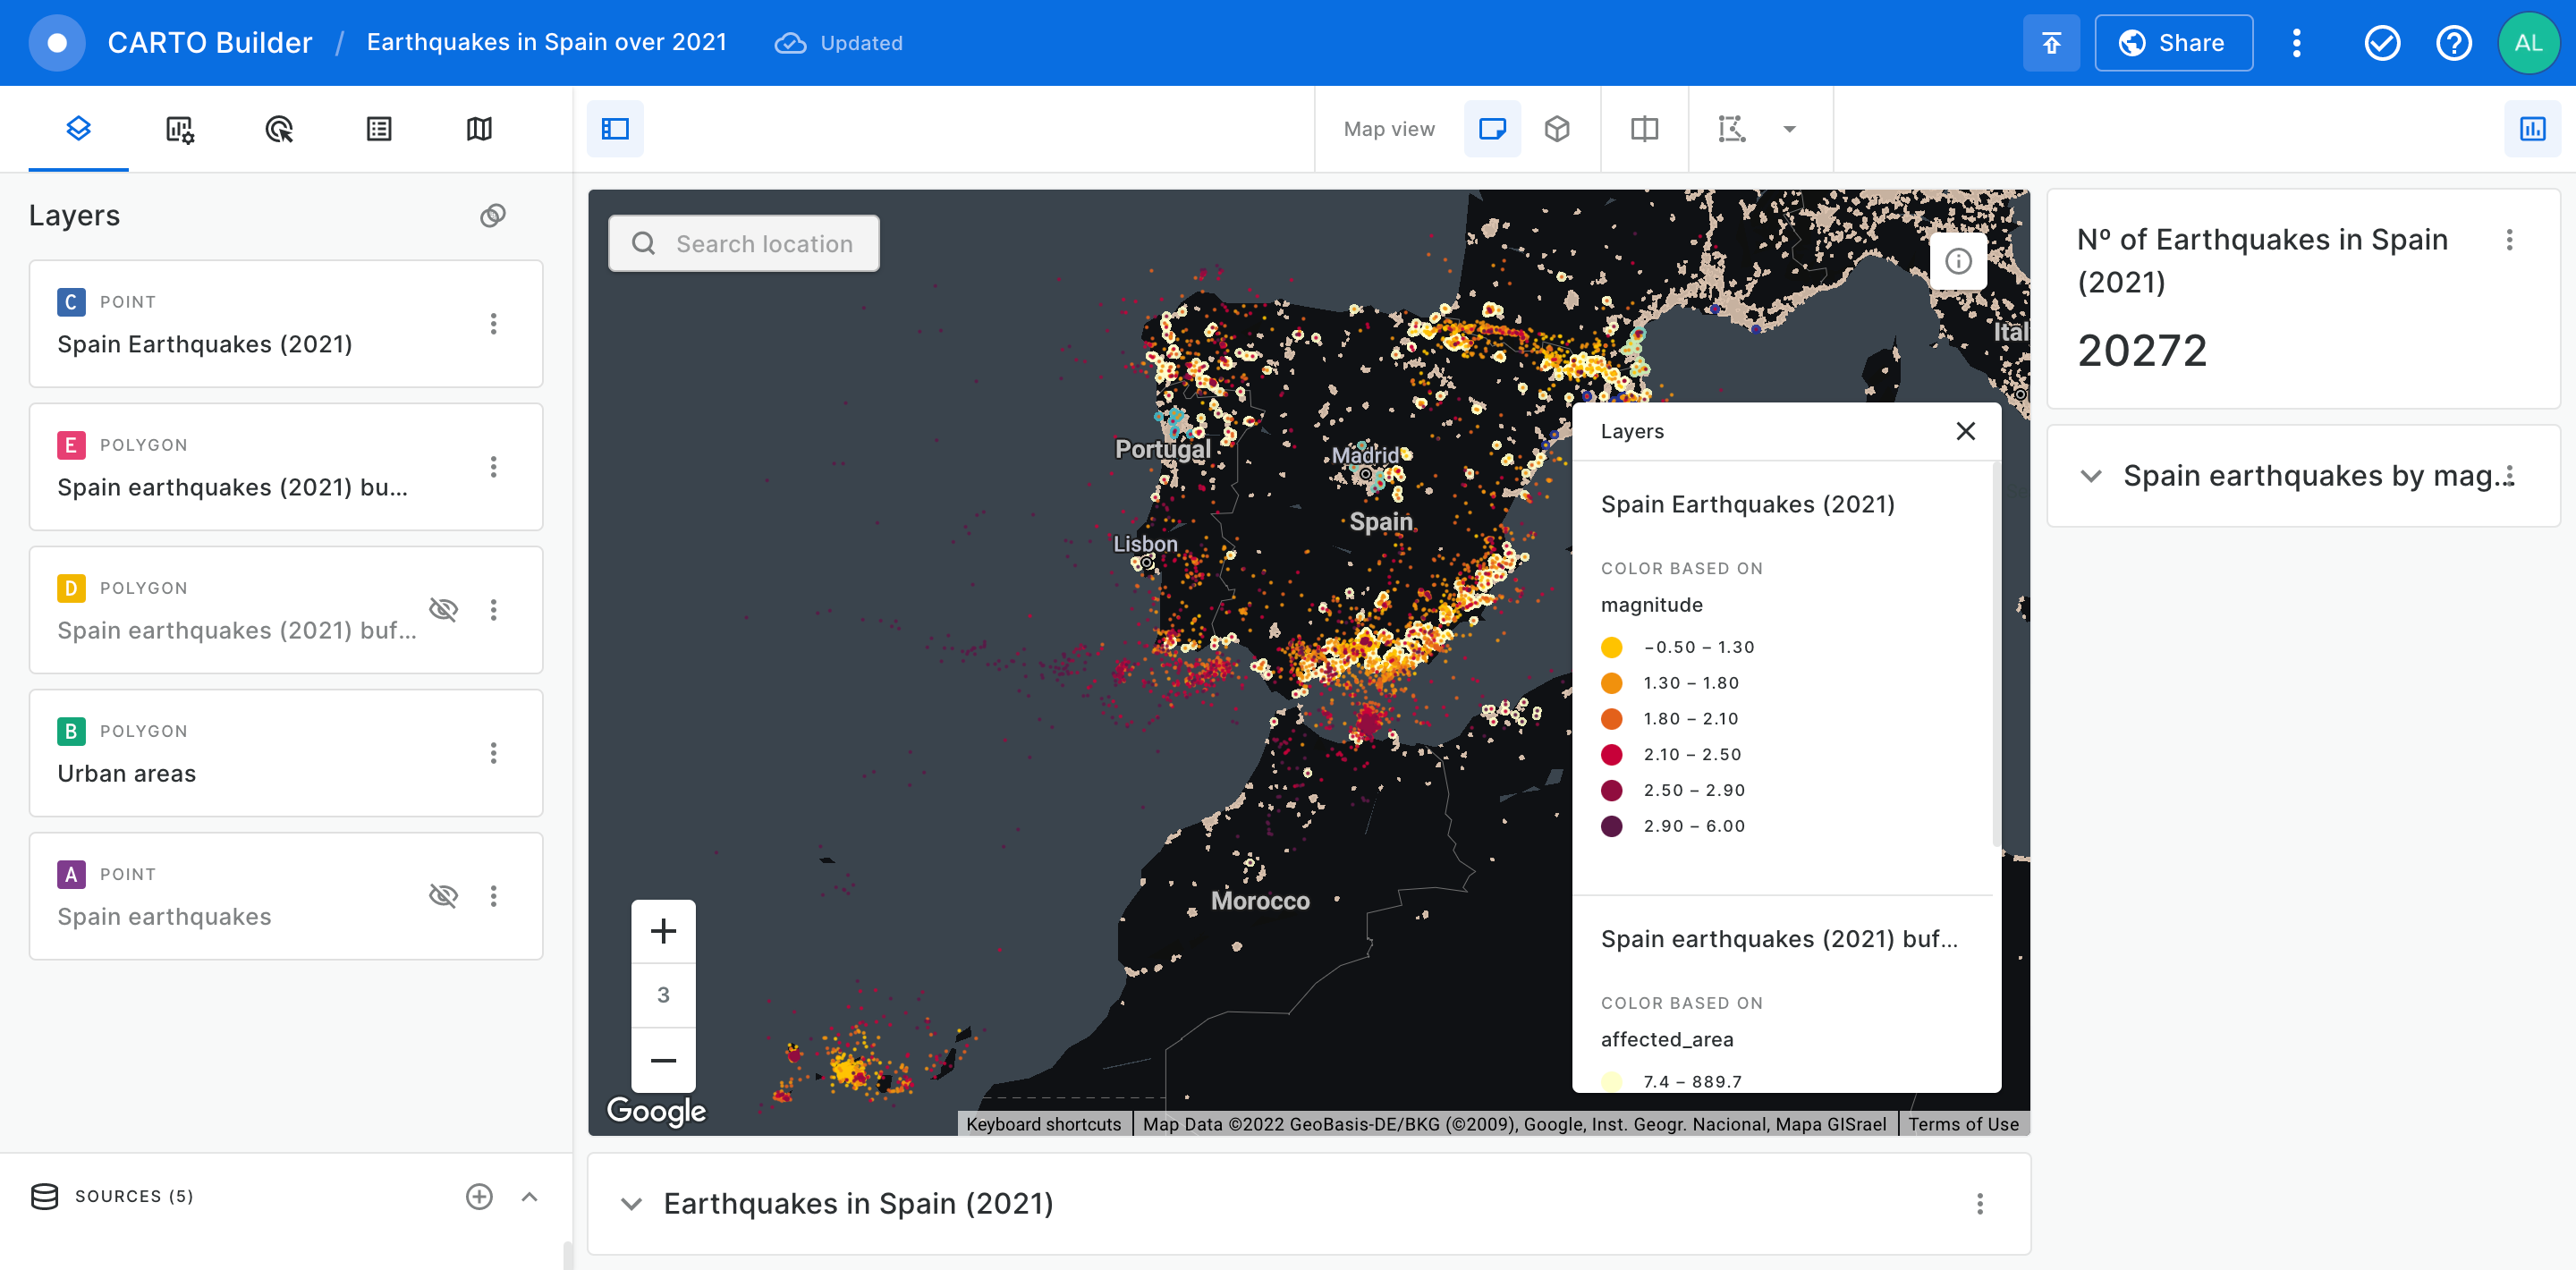 CARTO Builder / Earthquakes in Spain over 2021 Updated
Share
AL
Map view
Layers
C POINT
Spain Earthquakes (2021)
E POLYGON
Spain earthquakes (2021) bu...
D POLYGON
Spain earthquakes (2021) buf...
B POLYGON
Urban areas
A POINT
Spain earthquakes
SOURCES (5)
Search location
Portugal
Madrid
Spain
Lisbon
Morocco
Itál
3
Google
Keyboard shortcuts
Map Data ©2022 GeoBasis-DE/BKG (©2009), Google, Inst. Geogr. Nacional, Mapa GISrael
Terms of Use
Layers
Spain Earthquakes (2021)
COLOR BASED ON
magnitude
−0.50 – 1.30
1.30 – 1.80
1.80 – 2.10
2.10 – 2.50
2.50 – 2.90
2.90 – 6.00
Spain earthquakes (2021) buf...
COLOR BASED ON
affected_area
7.4 – 889.7
Earthquakes in Spain (2021)
Nº of Earthquakes in Spain
(2021)
20272
Spain earthquakes by mag...